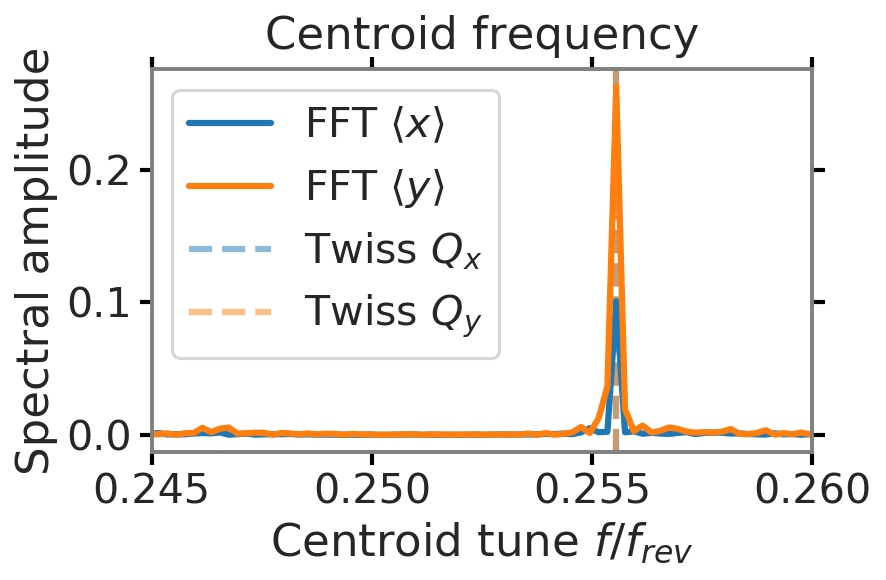 Centroid frequency
Spectral amplitude
0.2
0.1
0.0
FFT ⟨x⟩
FFT ⟨y⟩
Twiss Qx
Twiss Qy
0.245 0.250 0.255 0.260
Centroid tune f/frev